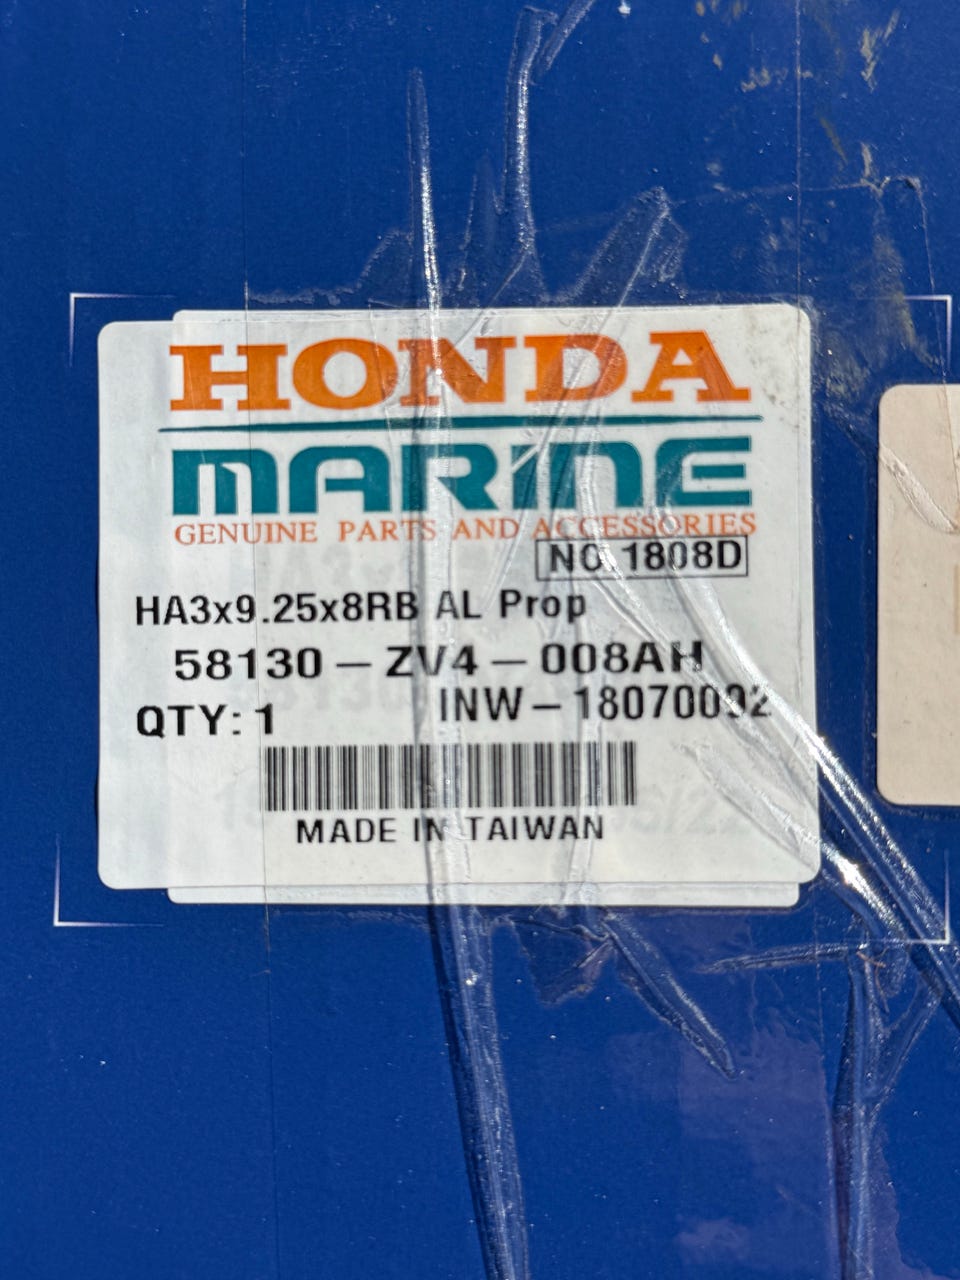 HONDA
MARINE
GENUINE PARTS AND ACCESSORIES
NO.1808D
HA3x9.25x8RB AL Prop
58130-ZV4-008AH
INW-18070002
QTY: 1
MADE IN TAIWAN